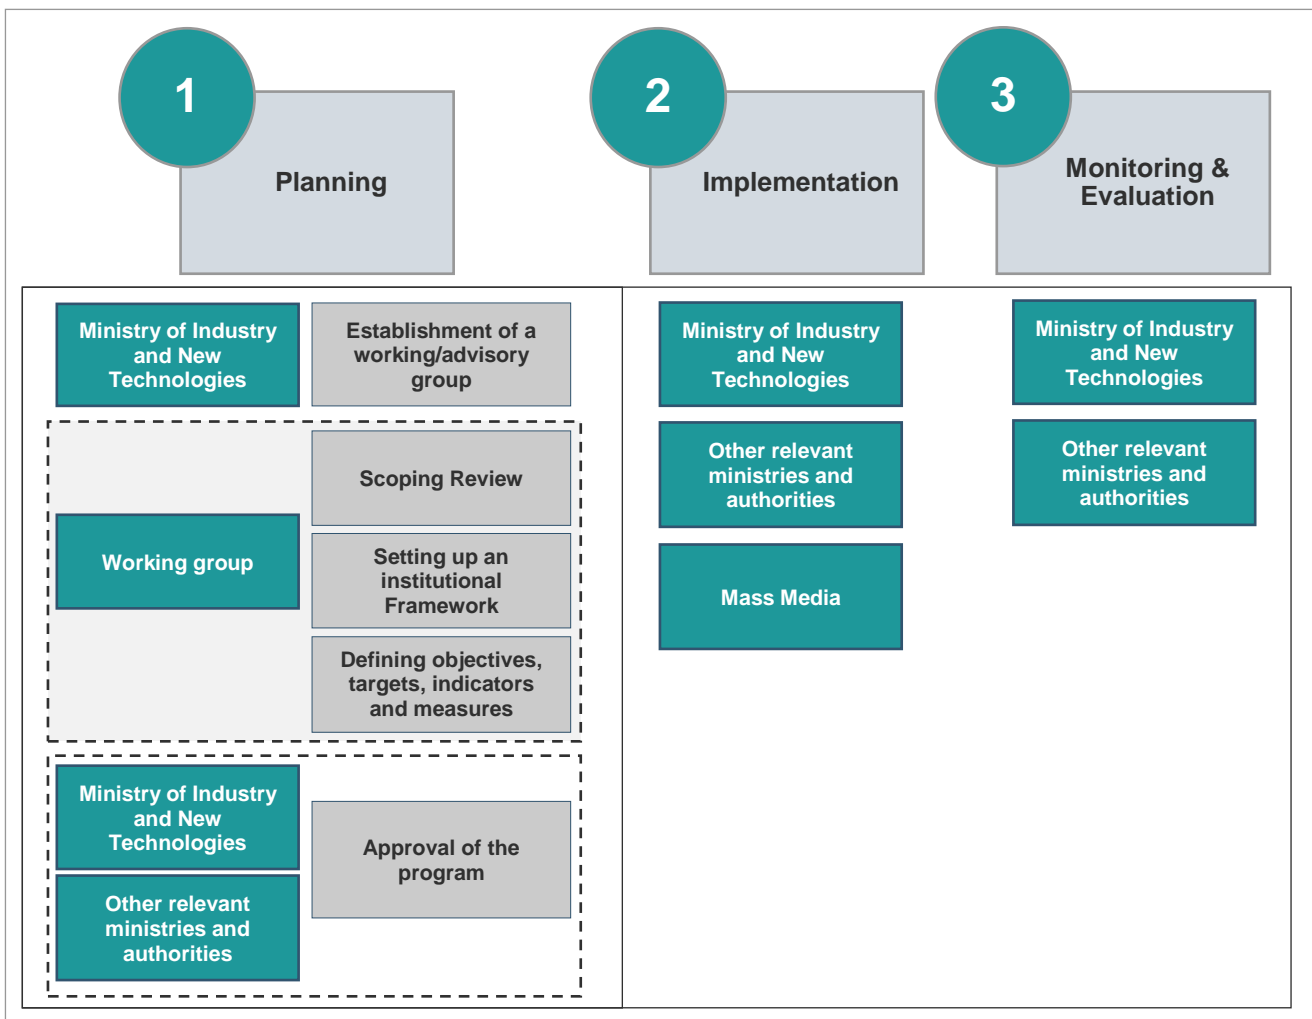 1
Planning
2
Implementation
3
Monitoring &
Evaluation
Ministry of Industry
and New
Technologies
Establishment of a
working/advisory
group
Working group
Scoping Review
Setting up an
institutional
Framework
Defining objectives,
targets, indicators
and measures
Ministry of Industry
and New
Technologies
Other relevant
ministries and
authorities
Approval of the
program
Ministry of Industry
and New
Technologies
Other relevant
ministries and
authorities
Mass Media
Ministry of Industry
and New
Technologies
Other relevant
ministries and
authorities